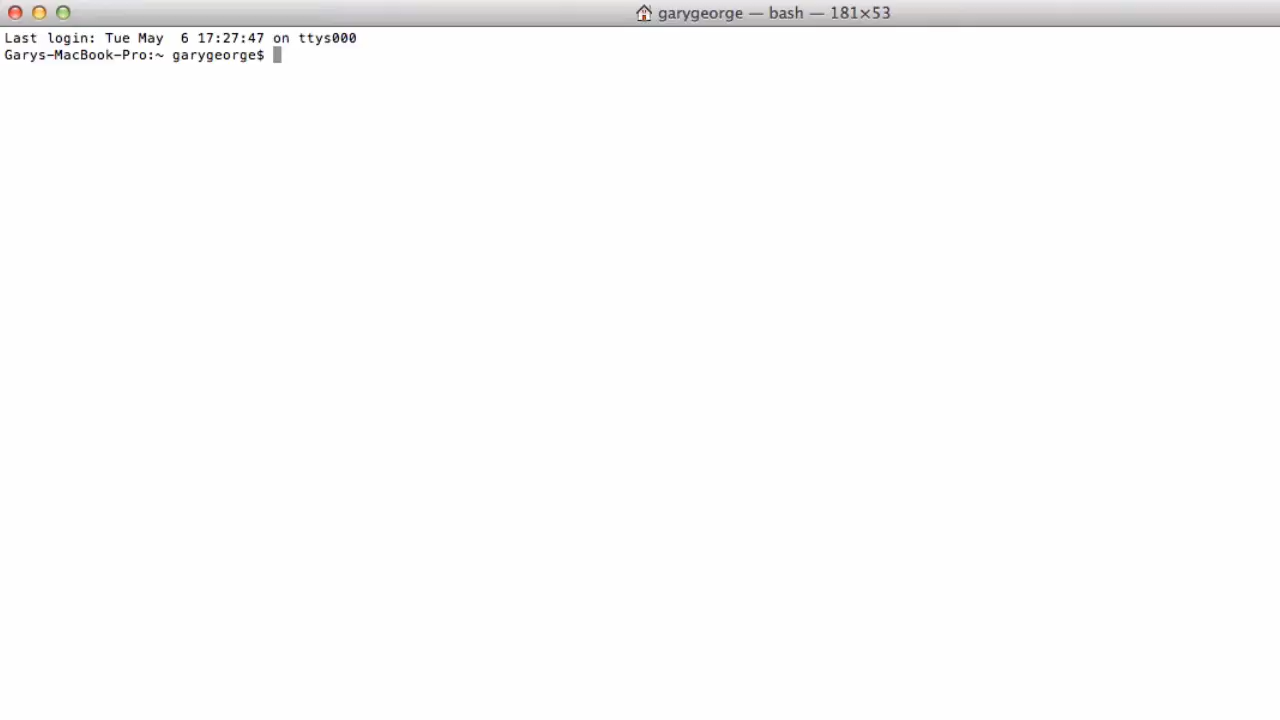 garygeorge — bash — 181×53
Last login: Tue May  6 17:27:47 on ttys000
Garys-MacBook-Pro:~ garygeorge$